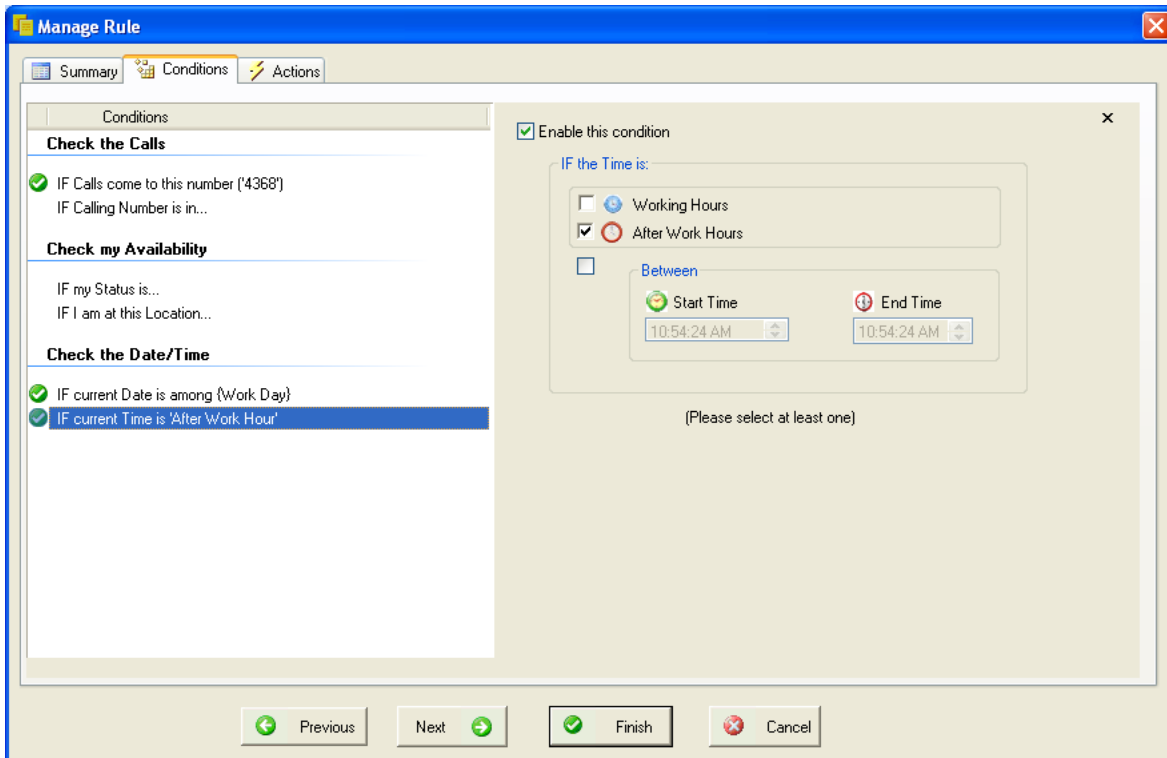 Manage Rule
Summary Conditions Actions
Conditions
Check the Calls
IF Calls come to this number ('4368')
IF Calling Number is in...
Check my Availability
IF my Status is...
IF I am at this Location...
Check the Date/Time
IF current Date is among {Work Day}
IF current Time is 'After Work Hour'
Enable this condition
IF the Time is:
Working Hours
After Work Hours
Between
Start Time End Time
10:54:24 AM 10:54:24 AM
(Please select at least one)
Previous Next Finish Cancel